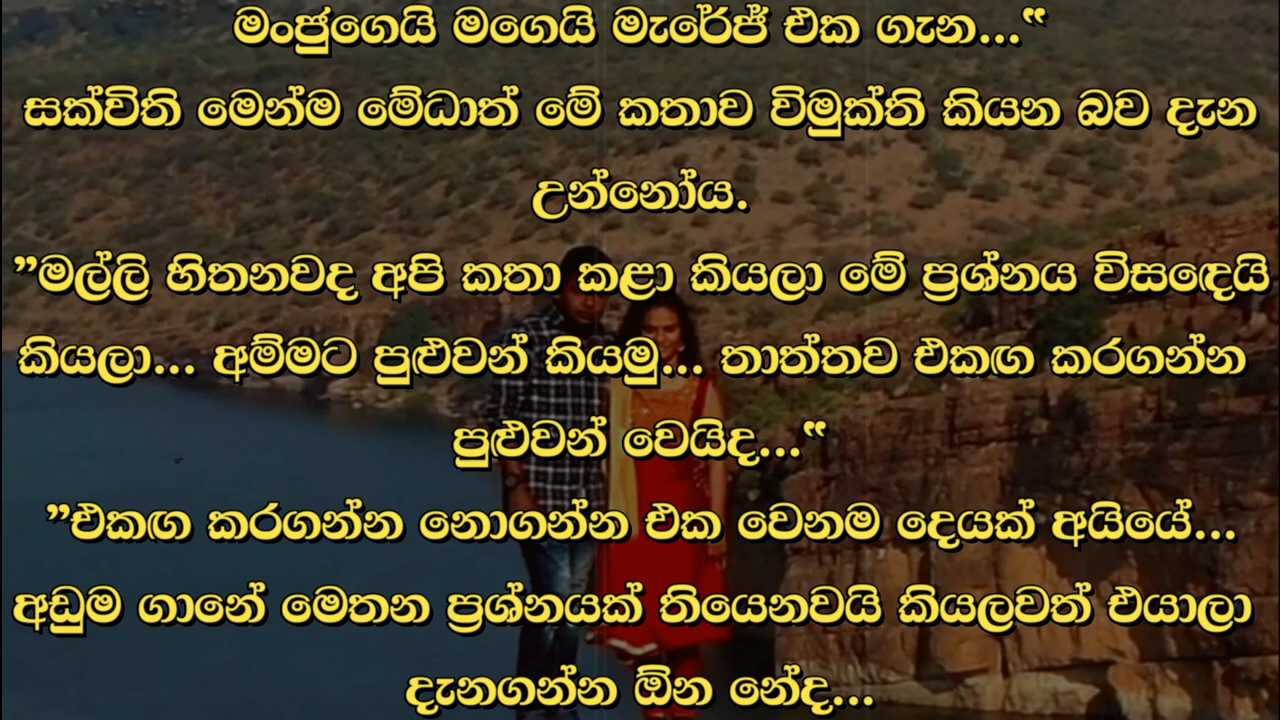 මංජුගෙයි මගෙයි මැරේජ් එක ගැන...“
සක්විති මෙන්ම මේධාත් මේ කතාව විමුක්ති කියන බව දැන
උන්නෝය.
”මල්ලි හිතනවද අපි කතා කළා කියලා මේ ප්‍රශ්නය විසඳෙයි
කියලා... අම්මට පුළුවන් කියමු... තාත්තව එකඟ කරගන්න
පුළුවන් වෙයිද...“
”එකඟ කරගන්න නොගන්න එක වෙනම දෙයක් අයියේ...
අඩුම ගානේ මෙතන ප්‍රශ්නයක් තියෙනවයි කියලවත් එයාලා
දැනගන්න ඕන නේද...